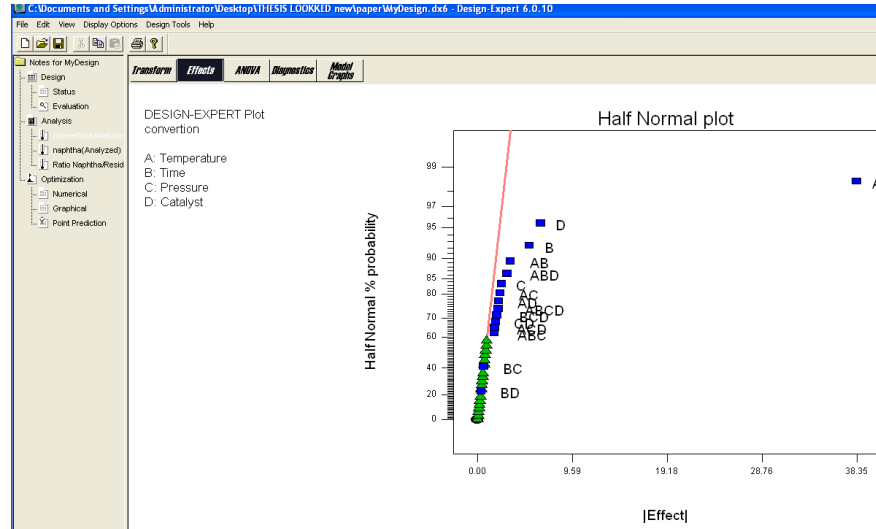 C:\Documents and Settings\Administrator\Desktop\THESIS LOOKKED new\paper\MyDesign.dx6 - Design-Expert 6.0.10
File Edit View Display Options Design Tools Help
Notes for MyDesign
Design
Status
Evaluation
Analysis
convertion(Analyze
naphtha(Analyzed)
Ratio Naphtha/Resid
Optimization
Numerical
Graphical
Point Prediction
Transform Effects ANOVA Diagnostics Model Graphs
DESIGN-EXPERT Plot
convertion
A: Temperature
B: Time
C: Pressure
D: Catalyst
Half Normal plot
Half Normal % probability
99
97
95
90
85
80
70
60
40
20
0
A
D
B
AB
ABD
C
AC
AD
ABCD
BCD
CD
ACD
ABC
BC
BD
0.00 9.59 19.18 28.76 38.35
|Effect|